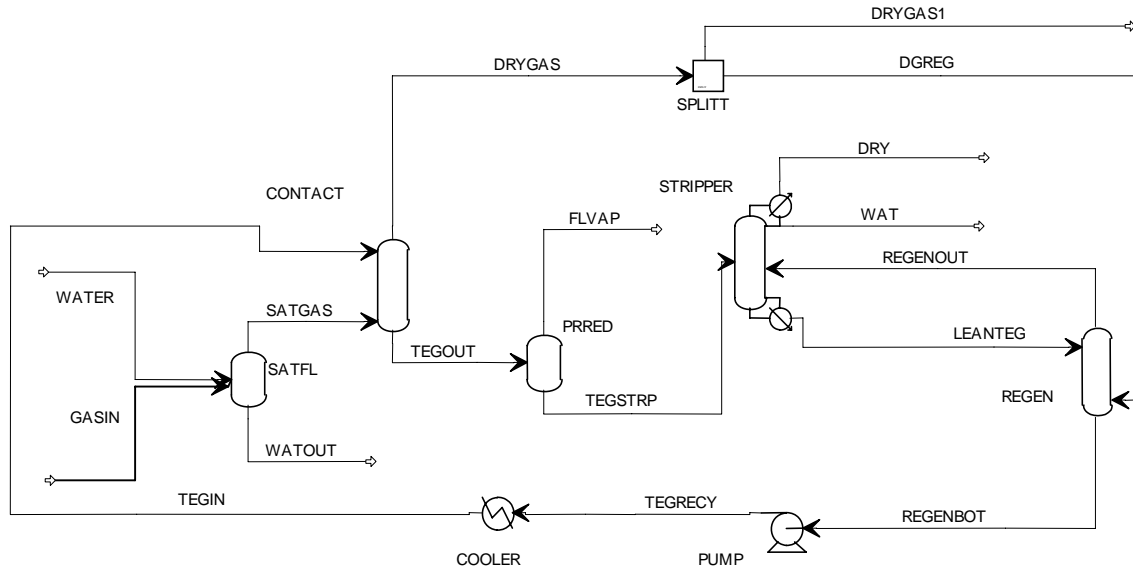 DRYGAS1
DRYGAS
DGREG
SPLITT
DRY
STRIPPER
CONTACT
FLVAP
WAT
REGENOUT
WATER
SATGAS
PRRED
LEANTEG
TEGOUT
SATFL
REGEN
TEGSTRP
GASIN
WATOUT
TEGIN
TEGRECY
REGENBOT
COOLER
PUMP